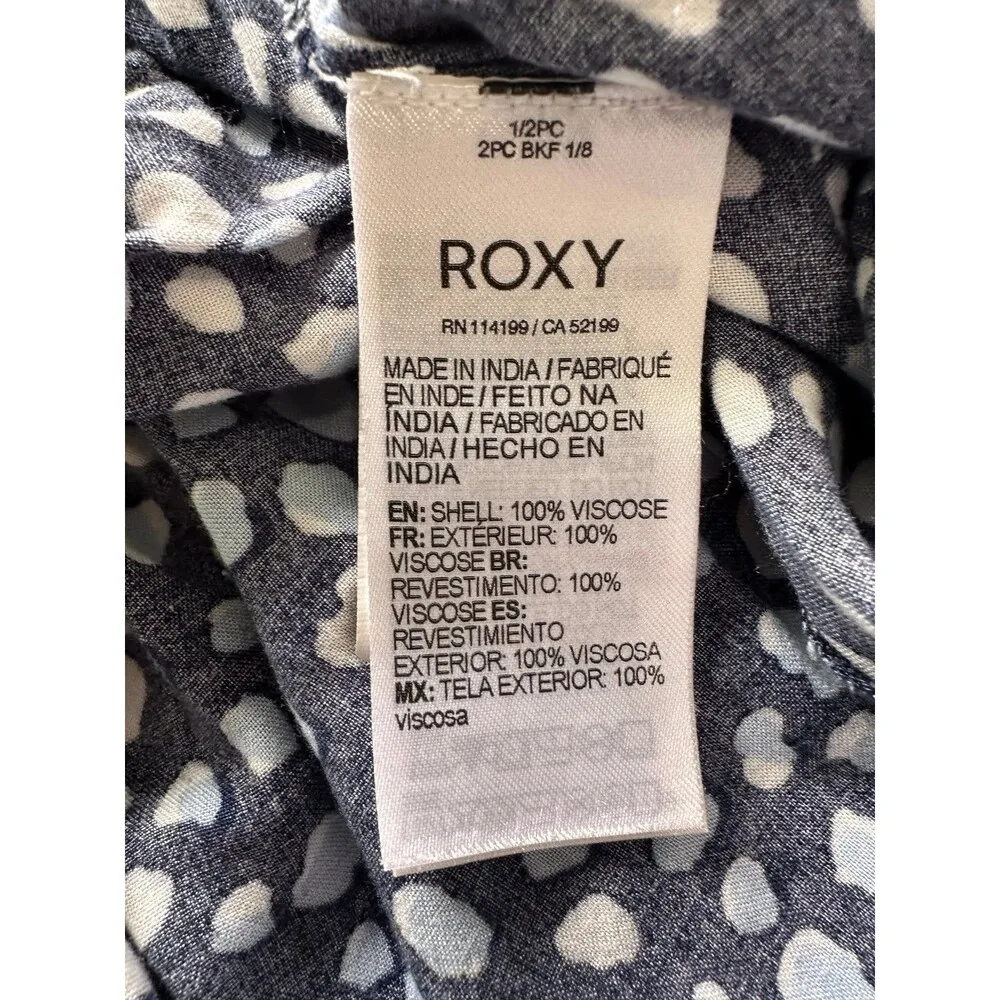 1/2PC
2PC BKF 1/8
ROXY
RN 114199 / CA 52199
MADE IN INDIA / FABRIQUÉ
EN INDE / FEITO NA
ÍNDIA / FABRICADO EN
INDIA / HECHO EN
INDIA
EN: SHELL: 100% VISCOSE
FR: EXTÉRIEUR: 100%
VISCOSE BR:
REVESTIMENTO: 100%
VISCOSE ES:
REVESTIMIENTO
EXTERIOR: 100% VISCOSA
MX: TELA EXTERIOR: 100%
viscosa